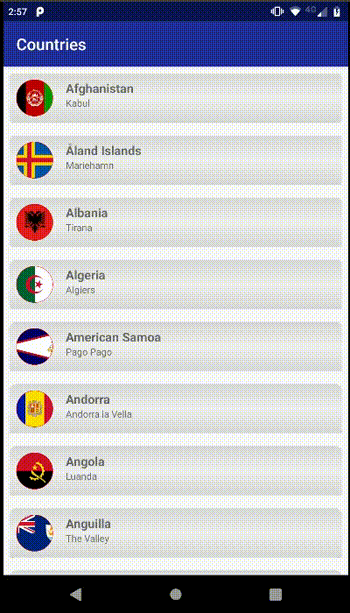 2:57
4G
Countries
Afghanistan
Kabul
Åland Islands
Mariehamn
Albania
Tirana
Algeria
Algiers
American Samoa
Pago Pago
Andorra
Andorra la Vella
Angola
Luanda
Anguilla
The Valley